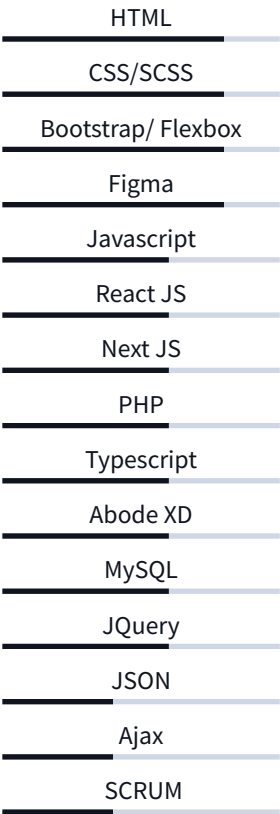 HTML
CSS/SCSS
Bootstrap/ Flexbox
Figma
Javascript
React JS
Next JS
PHP
Typescript
Abode XD
MySQL
JQuery
JSON
Ajax
SCRUM